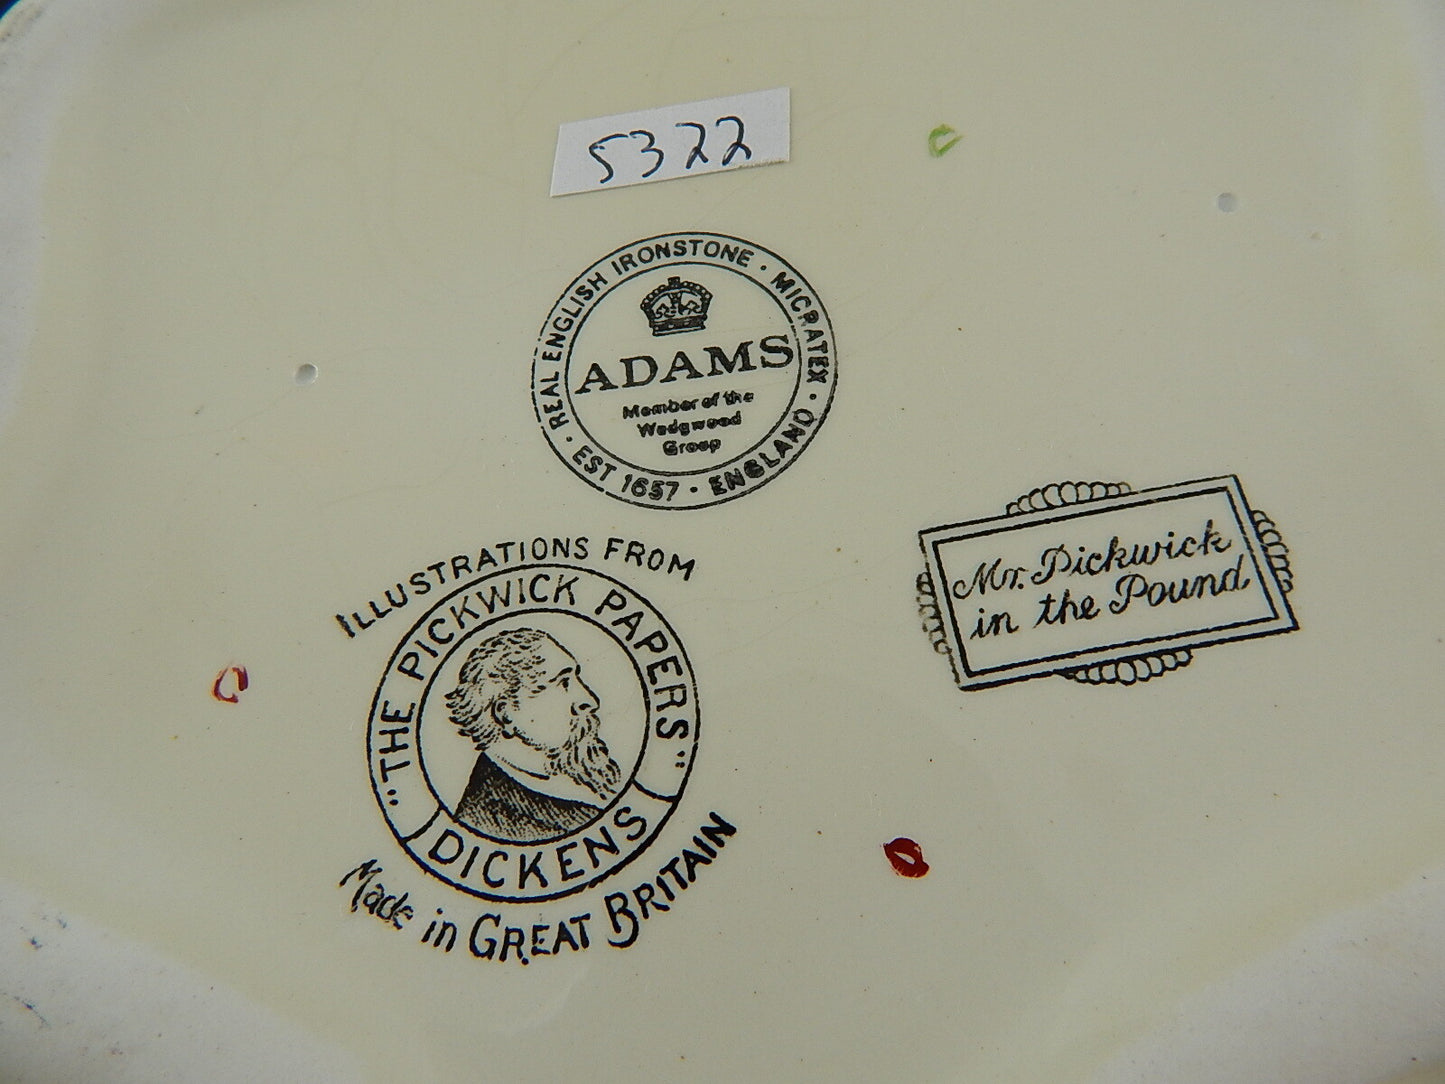 5322
REAL ENGLISH IRONSTONE · MICRATEX · ENGLAND · EST 1657 ·
ADAMS
Member of the
Wedgwood
Group
ILLUSTRATIONS FROM
"THE PICKWICK PAPERS"
DICKENS
Made in GREAT BRITAIN
Mr. Pickwick
in the Pound